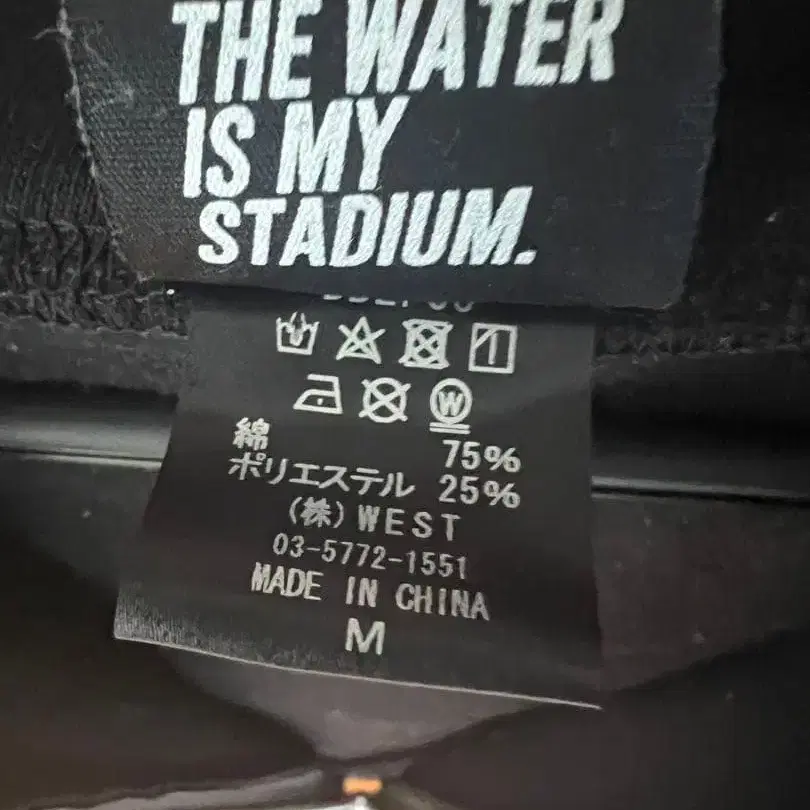 THE WATER
IS MY
STADIUM.
W
綿 75%
ポリエステル 25%
(株)WEST
03-5772-1551
MADE IN CHINA
M